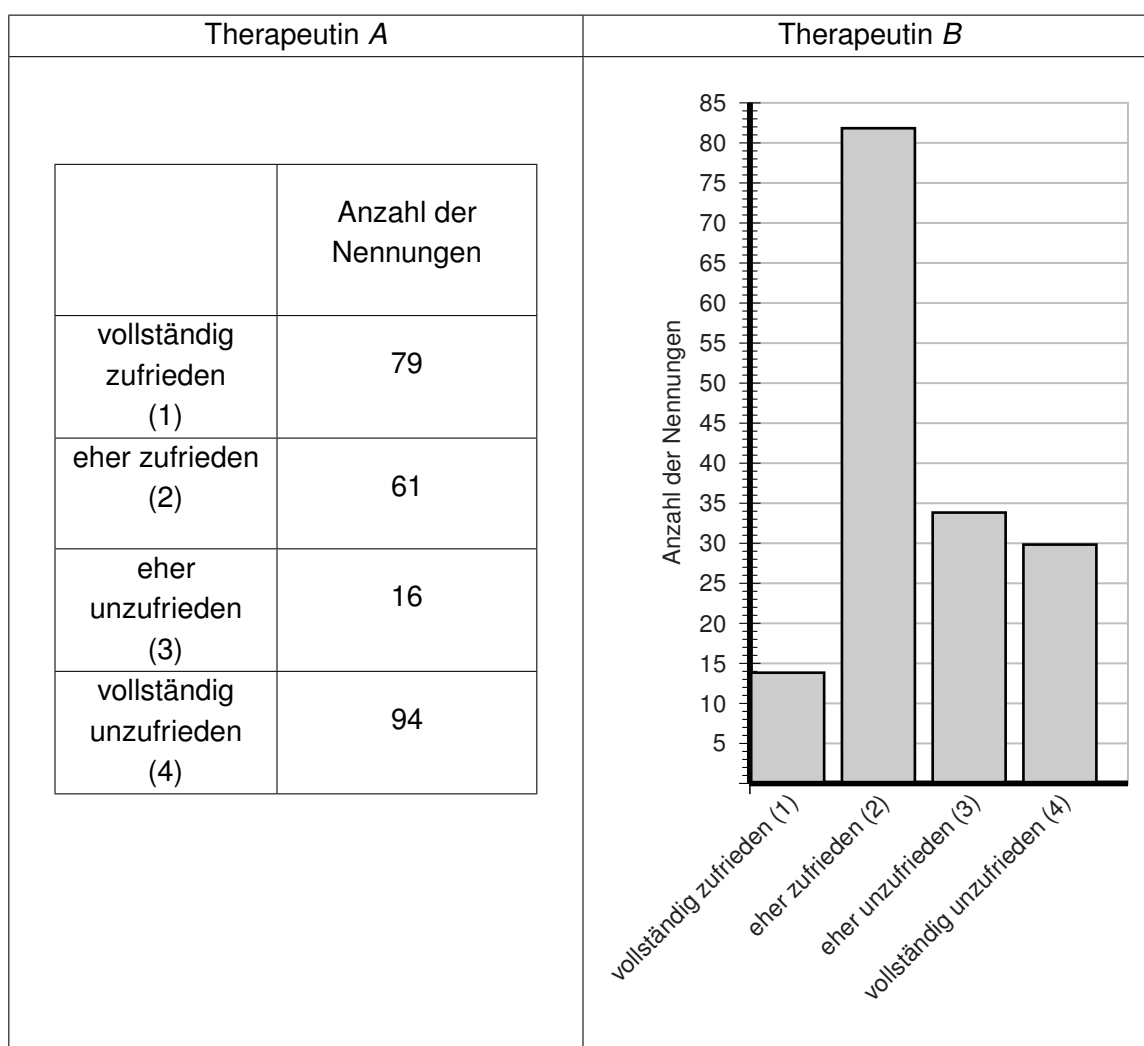 Therapeutin A
Therapeutin B
Anzahl der
Nennungen
vollständig
zufrieden
(1)
79
eher zufrieden
(2)
61
eher
unzufrieden
(3)
16
vollständig
unzufrieden
(4)
94
85
80
75
70
65
60
55
50
45
40
35
30
25
20
15
10
5
Anzahl der Nennungen
vollständig zufrieden (1)
eher zufrieden (2)
eher unzufrieden (3)
vollständig unzufrieden (4)